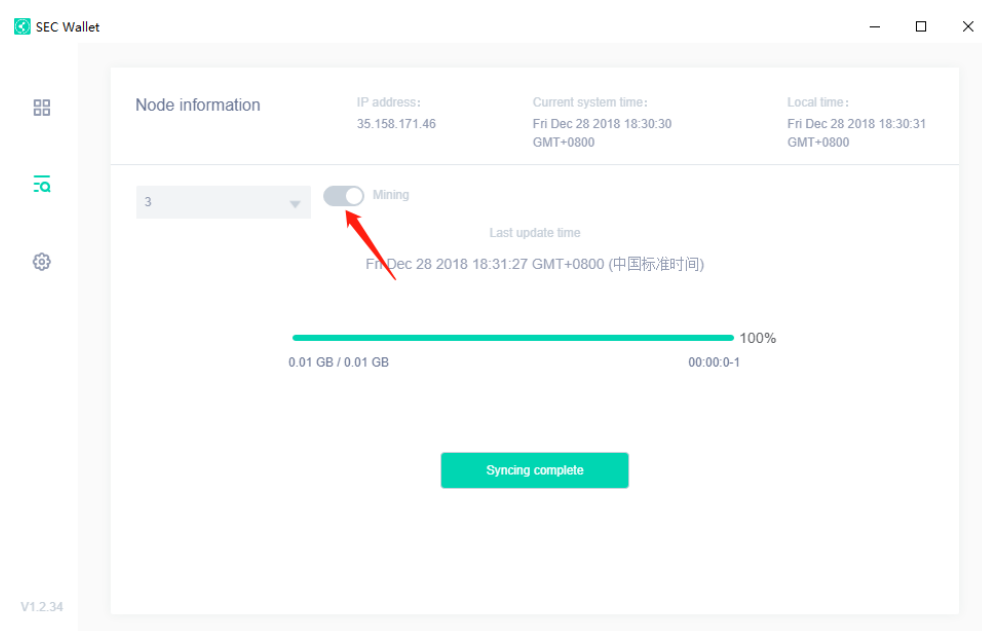 SEC Wallet
Node information
IP address:
35.158.171.46
Current system time:
Fri Dec 28 2018 18:30:30
GMT+0800
Local time:
Fri Dec 28 2018 18:30:31
GMT+0800
3
Mining
Last update time
Fri Dec 28 2018 18:31:27 GMT+0800 (中国标准时间)
100%
0.01 GB / 0.01 GB
00:00:0-1
Syncing complete
V1.2.34